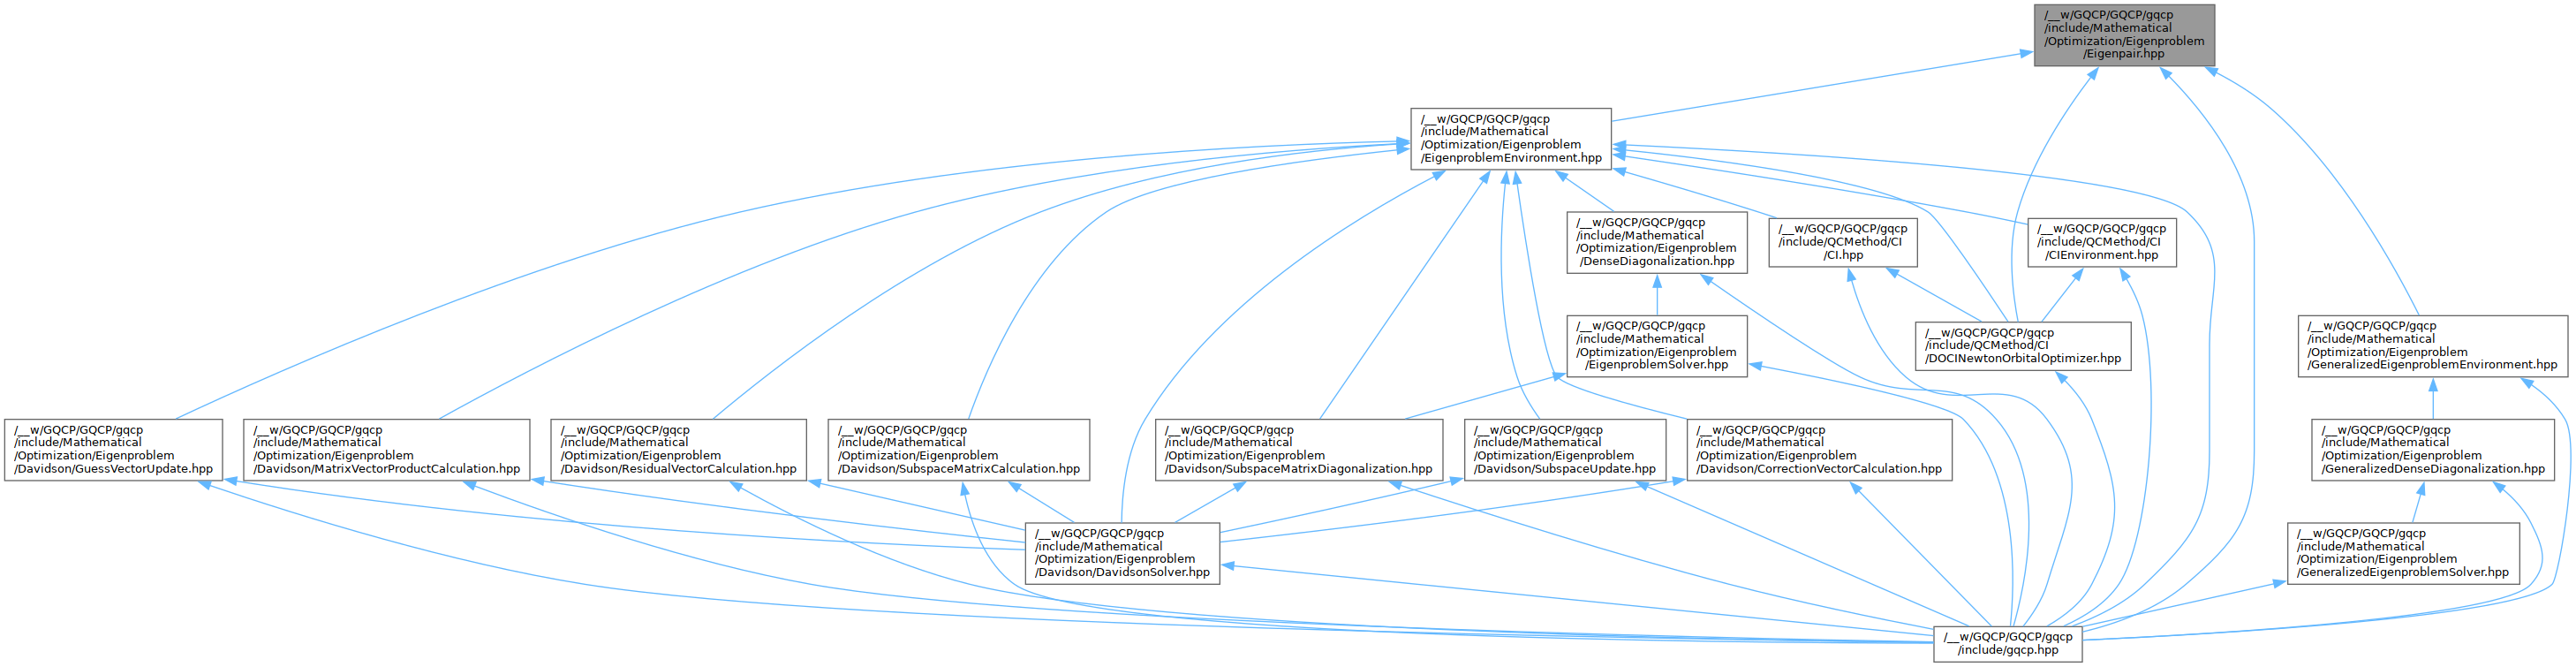 /__w/GQCP/GQCP/gqcp
/include/Mathematical
/Optimization/Eigenproblem
/Eigenpair.hpp
/__w/GQCP/GQCP/gqcp
/include/Mathematical
/Optimization/Eigenproblem
/EigenproblemEnvironment.hpp
/__w/GQCP/GQCP/gqcp
/include/Mathematical
/Optimization/Eigenproblem
/DenseDiagonalization.hpp
/__w/GQCP/GQCP/gqcp
/include/QCMethod/CI
/CI.hpp
/__w/GQCP/GQCP/gqcp
/include/QCMethod/CI
/CIEnvironment.hpp
/__w/GQCP/GQCP/gqcp
/include/Mathematical
/Optimization/Eigenproblem
/EigenproblemSolver.hpp
/__w/GQCP/GQCP/gqcp
/include/QCMethod/CI
/DOCINewtonOrbitalOptimizer.hpp
/__w/GQCP/GQCP/gqcp
/include/Mathematical
/Optimization/Eigenproblem
/GeneralizedEigenproblemEnvironment.hpp
/__w/GQCP/GQCP/gqcp
/include/Mathematical
/Optimization/Eigenproblem
/Davidson/GuessVectorUpdate.hpp
/__w/GQCP/GQCP/gqcp
/include/Mathematical
/Optimization/Eigenproblem
/Davidson/MatrixVectorProductCalculation.hpp
/__w/GQCP/GQCP/gqcp
/include/Mathematical
/Optimization/Eigenproblem
/Davidson/ResidualVectorCalculation.hpp
/__w/GQCP/GQCP/gqcp
/include/Mathematical
/Optimization/Eigenproblem
/Davidson/SubspaceMatrixCalculation.hpp
/__w/GQCP/GQCP/gqcp
/include/Mathematical
/Optimization/Eigenproblem
/Davidson/SubspaceMatrixDiagonalization.hpp
/__w/GQCP/GQCP/gqcp
/include/Mathematical
/Optimization/Eigenproblem
/Davidson/SubspaceUpdate.hpp
/__w/GQCP/GQCP/gqcp
/include/Mathematical
/Optimization/Eigenproblem
/Davidson/CorrectionVectorCalculation.hpp
/__w/GQCP/GQCP/gqcp
/include/Mathematical
/Optimization/Eigenproblem
/GeneralizedDenseDiagonalization.hpp
/__w/GQCP/GQCP/gqcp
/include/Mathematical
/Optimization/Eigenproblem
/Davidson/DavidsonSolver.hpp
/__w/GQCP/GQCP/gqcp
/include/Mathematical
/Optimization/Eigenproblem
/GeneralizedEigenproblemSolver.hpp
/__w/GQCP/GQCP/gqcp
/include/gqcp.hpp